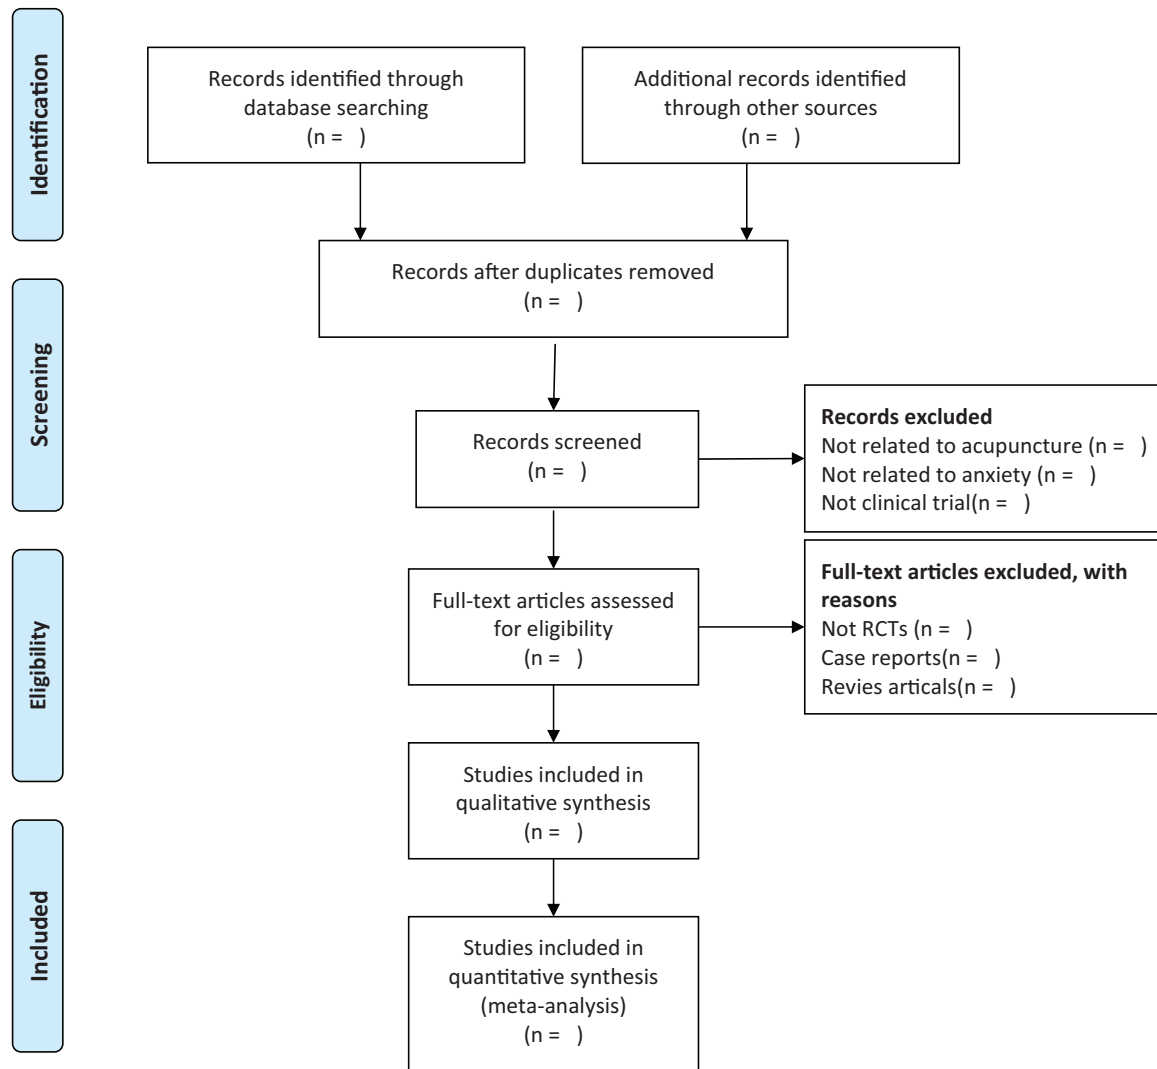 Identification
Records identified through
database searching
(n =   )
Additional records identified
through other sources
(n =   )
Records after duplicates removed
(n =   )
Screening
Records screened
(n =   )
Records excluded
Not related to acupuncture (n =   )
Not related to anxiety (n =   )
Not clinical trial(n =   )
Eligibility
Full-text articles assessed
for eligibility
(n =   )
Full-text articles excluded, with
reasons
Not RCTs (n =   )
Case reports(n =   )
Revies articals(n =   )
Studies included in
qualitative synthesis
(n =   )
Included
Studies included in
quantitative synthesis
(meta-analysis)
(n =   )